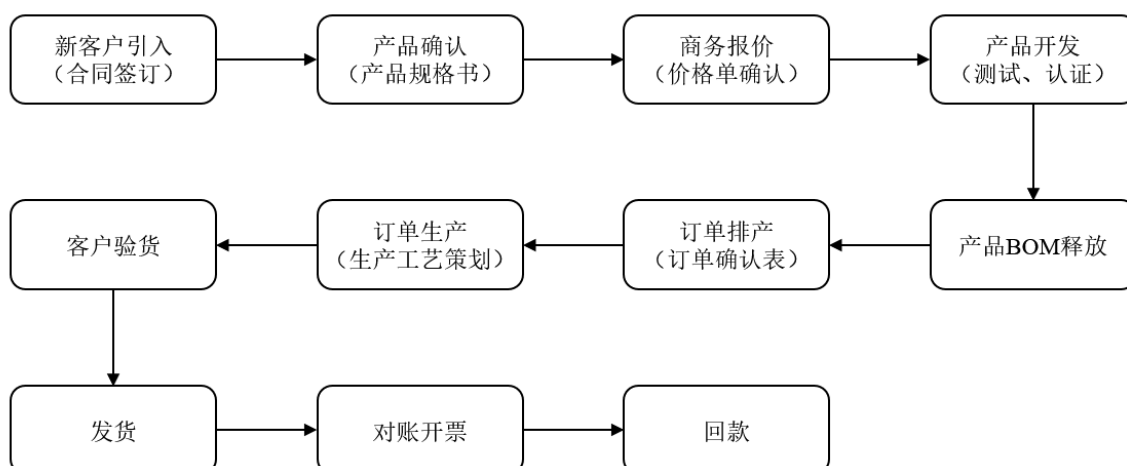 新客户引入
（合同签订）
产品确认
（产品规格书）
商务报价
（价格单确认）
产品开发
（测试、认证）
客户验货
订单生产
（生产工艺策划）
订单排产
（订单确认表）
产品BOM释放
发货
对账开票
回款